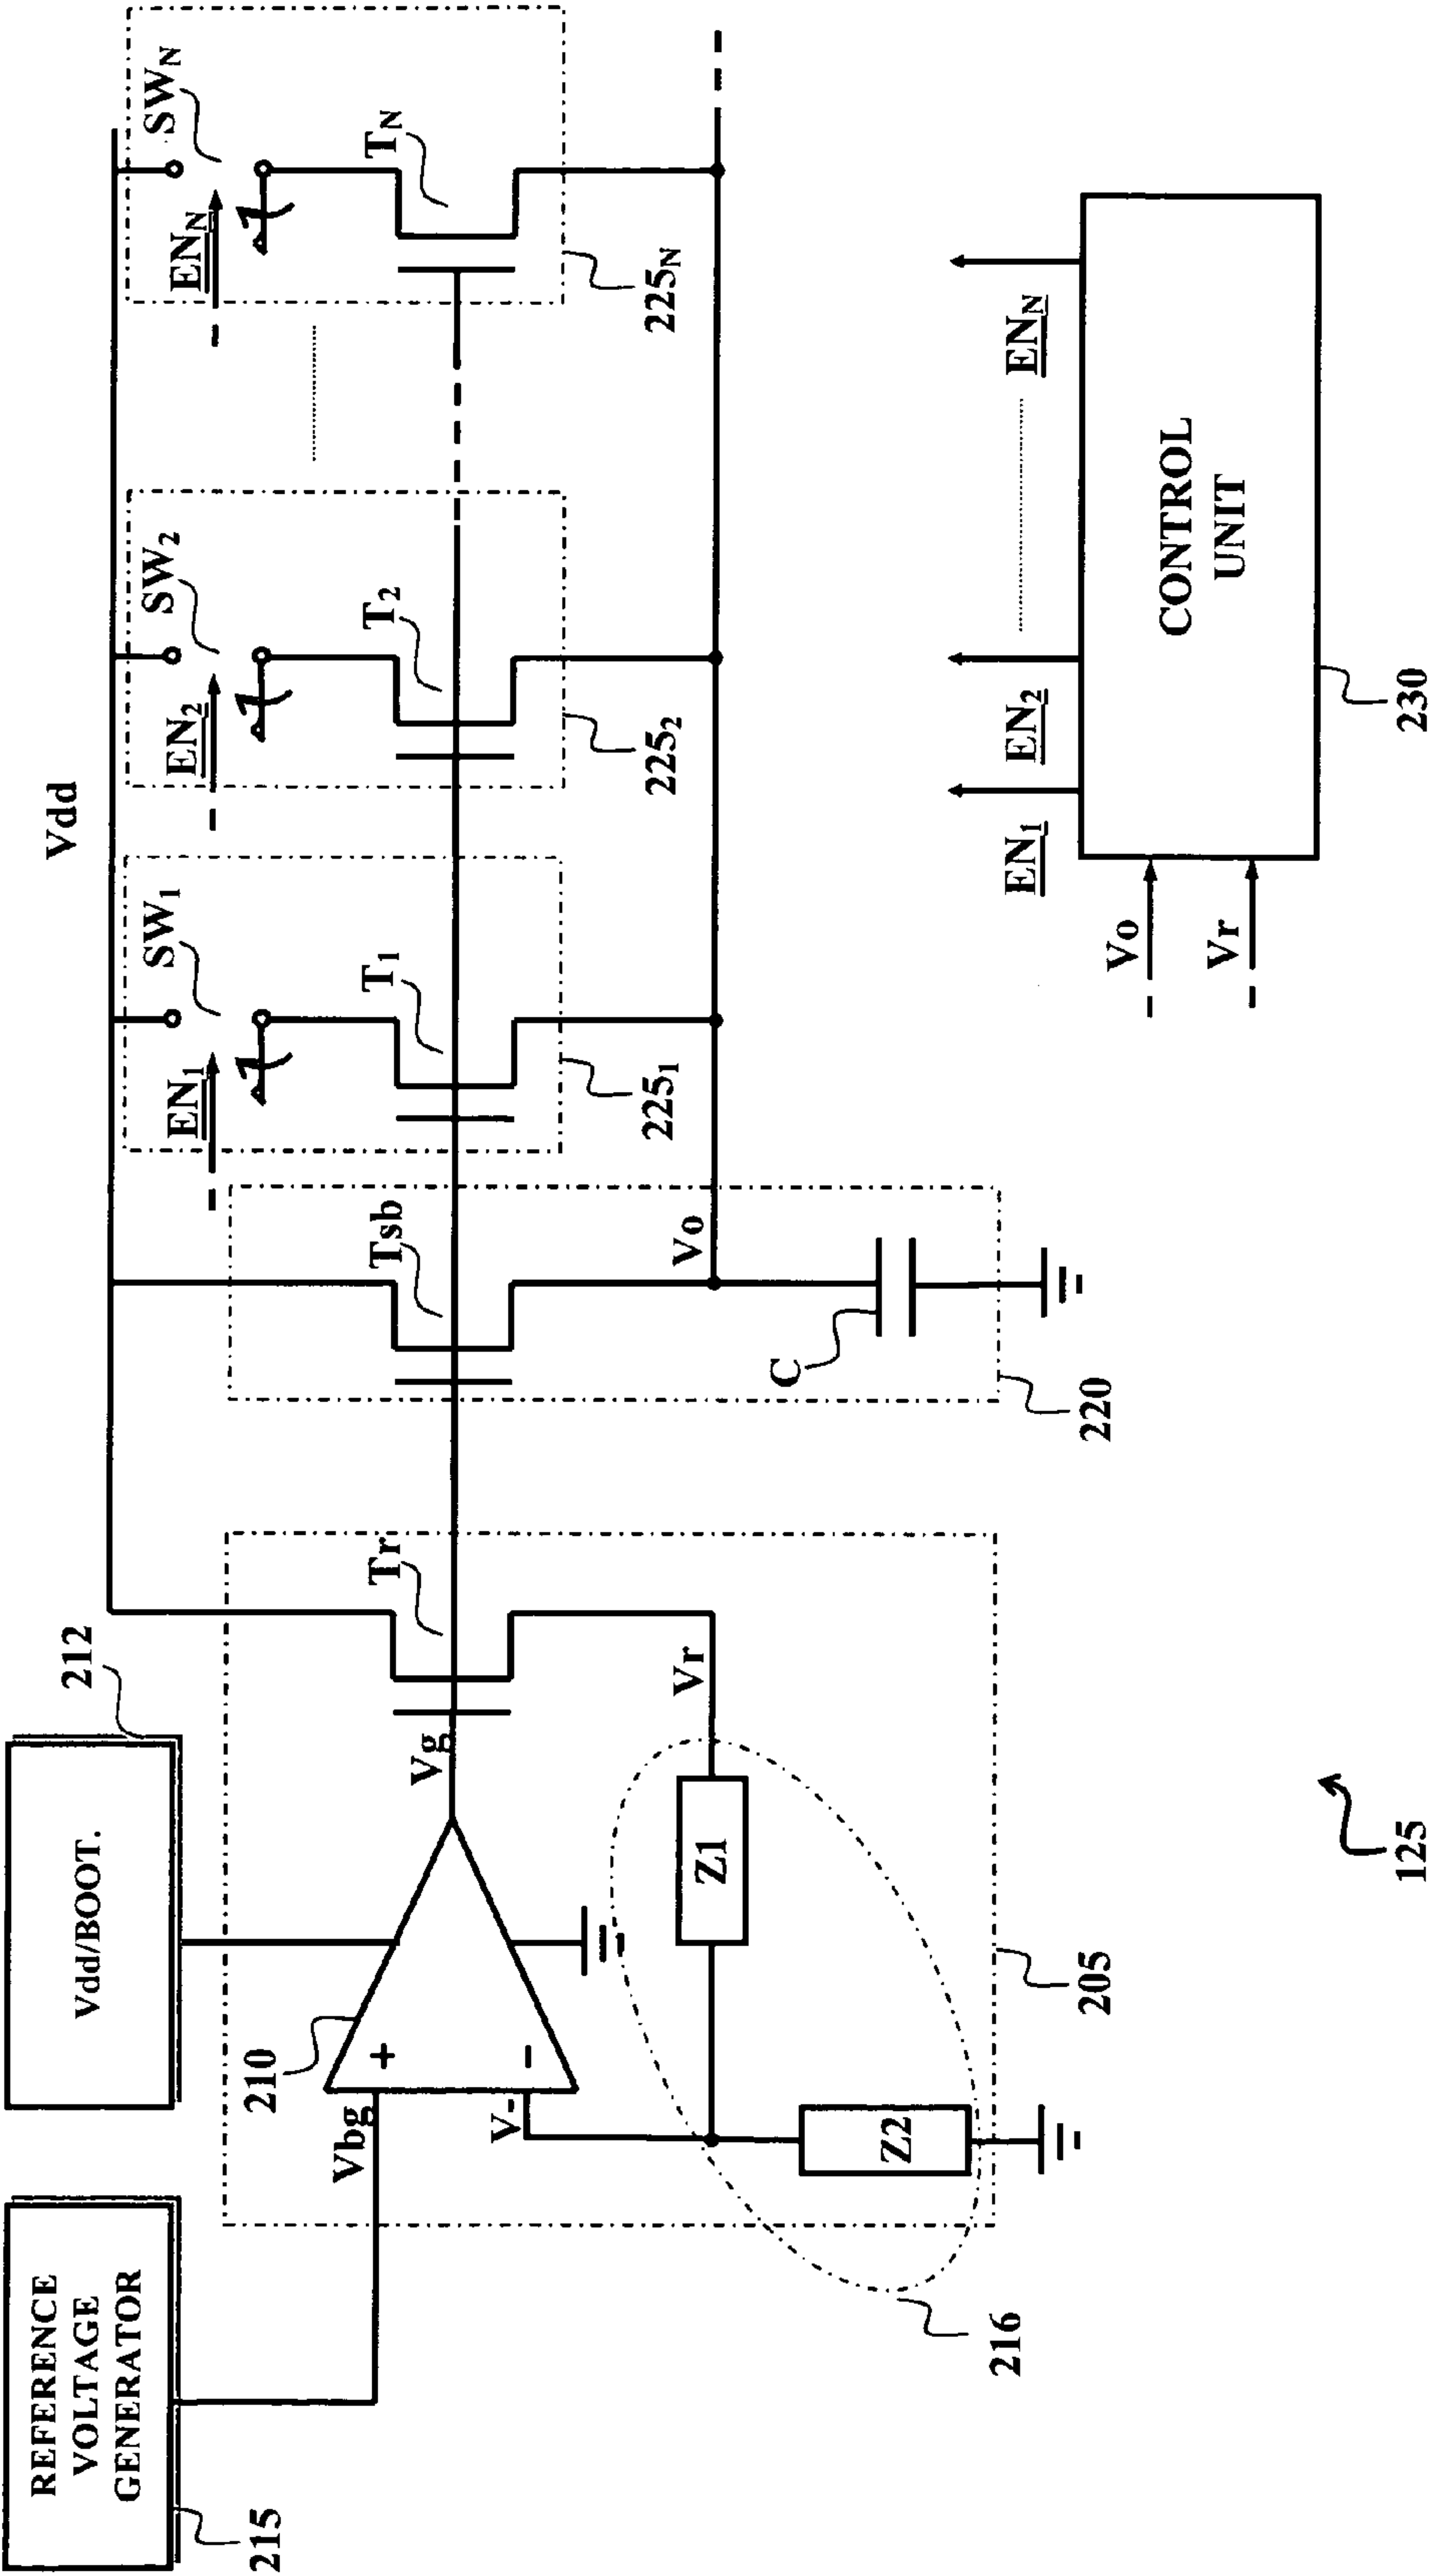 REFERENCE
VOLTAGE
GENERATOR
215
Vdd/BOOT.
212
Vdd
Vbg
V-
210
+
-
Vg
Tr
Vr
Z1
Z2
216
205
Tsb
Vo
C
220
EN1
SW1
T1
2251
EN2
SW2
T2
2252
ENN
SWN
TN
225N
EN1
EN2
ENN
Vo
Vr
CONTROL
UNIT
230
125